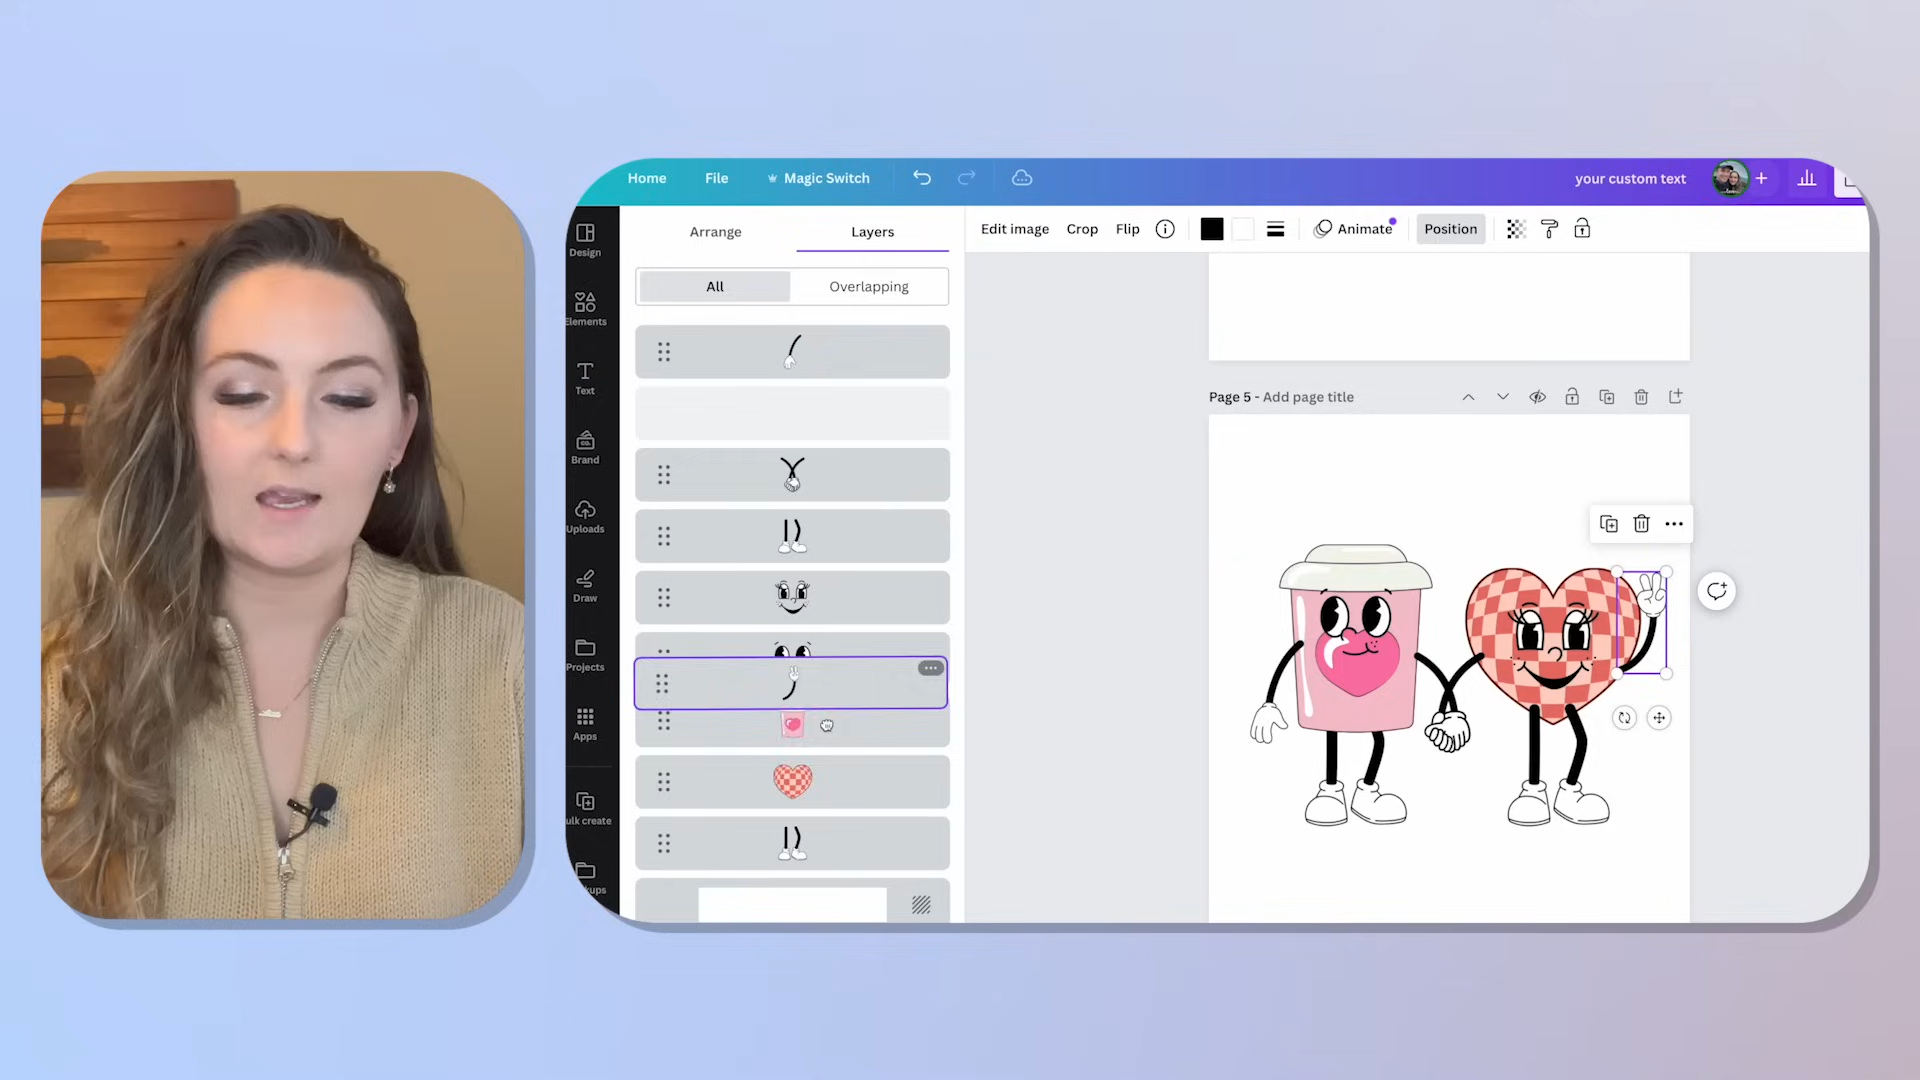 Home File Magic Switch your custom text
Design
Elements
Text
Brand
Uploads
Draw
Projects
Apps
ulk create
kups
Arrange Layers
All Overlapping
Edit image Crop Flip Animate Position
Page 5 - Add page title